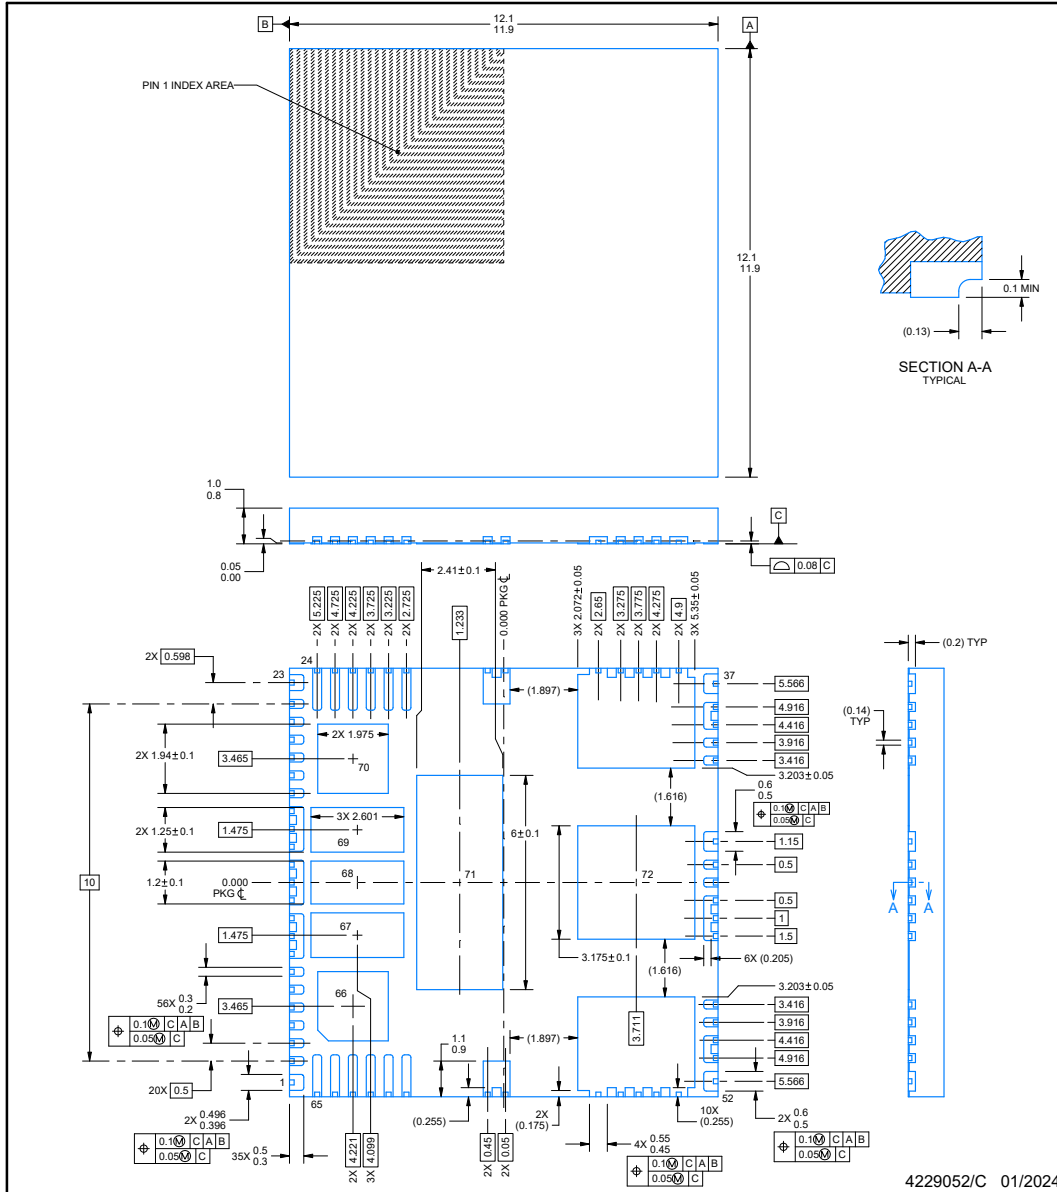 B
12.1
11.9
A
PIN 1 INDEX AREA
12.1
11.9
0.1 MIN
(0.13)
SECTION A-A
TYPICAL
1.0
0.8
C
0.05
0.00
0.08 C
2.41±0.1
0.000 PKG ℄
1.233
2X 5.225
2X 4.725
2X 4.225
2X 3.725
2X 3.225
2X 2.725
3X 2.072±0.05
2X 2.65
2X 3.275
2X 3.775
2X 4.275
2X 4.9
3X 5.35±0.05
(0.2) TYP
2X 0.598
24
23
37
(1.897)
5.566
4.916
4.416
3.916
3.416
3.203±0.05
(0.14)
TYP
2X 1.94±0.1
3.465
2X 1.975
70
(1.616)
0.6
0.5
0.1Ⓜ C A B
0.05Ⓜ C
2X 1.25±0.1
1.475
3X 2.601
69
6±0.1
1.15
0.5
10
1.2±0.1
0.000
PKG ℄
68
71
72
A A
0.5
1
1.5
1.475
67
3.175±0.1
(1.616)
6X (0.205)
56X 0.3
0.2
0.1Ⓜ C A B
0.05Ⓜ C
3.465
66
3.203±0.05
3.416
3.916
4.416
4.916
5.566
3.711
(1.897)
1.1
0.9
20X 0.5
1
65
52
2X 0.496
0.396
0.1Ⓜ C A B
0.05Ⓜ C
35X 0.5
0.3
2X 4.221
3X 4.099
(0.255)
2X 0.45
2X 0.05
2X
(0.175)
4X 0.55
0.45
0.1Ⓜ C A B
0.05Ⓜ C
10X
(0.255)
2X 0.6
0.5
0.1Ⓜ C A B
0.05Ⓜ C
4229052/C 01/2024